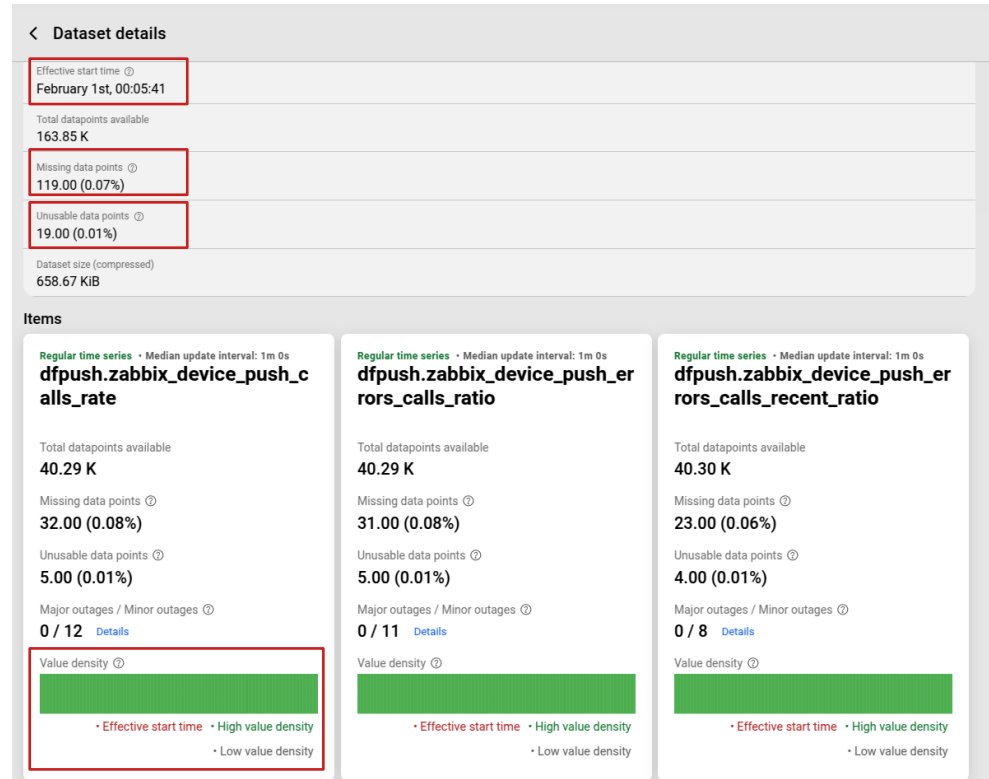 Dataset details
Effective start time
February 1st, 00:05:41
Total datapoints available
163.85 K
Missing data points
119.00 (0.07%)
Unusable data points
19.00 (0.01%)
Dataset size (compressed)
658.67 KiB
Items
Regular time series • Median update interval: 1m 0s
dfpush.zabbix_device_push_c
alls_rate
Total datapoints available
40.29 K
Missing data points
32.00 (0.08%)
Unusable data points
5.00 (0.01%)
Major outages / Minor outages
0 / 12 Details
Value density
• Effective start time • High value density
• Low value density
Regular time series • Median update interval: 1m 0s
dfpush.zabbix_device_push_er
rors_calls_ratio
Total datapoints available
40.29 K
Missing data points
31.00 (0.08%)
Unusable data points
5.00 (0.01%)
Major outages / Minor outages
0 / 11 Details
Value density
• Effective start time • High value density
• Low value density
Regular time series • Median update interval: 1m 0s
dfpush.zabbix_device_push_er
rors_calls_recent_ratio
Total datapoints available
40.30 K
Missing data points
23.00 (0.06%)
Unusable data points
4.00 (0.01%)
Major outages / Minor outages
0 / 8 Details
Value density
• Effective start time • High value density
• Low value density